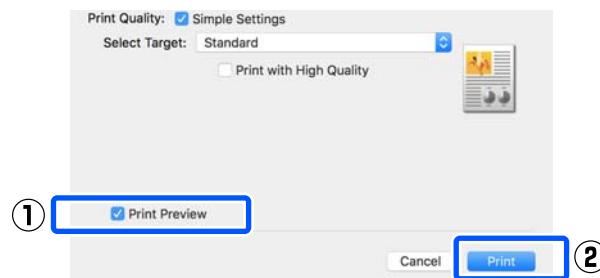 Print Quality: Simple Settings
Select Target: Standard
Print with High Quality
① Print Preview
Cancel Print ②